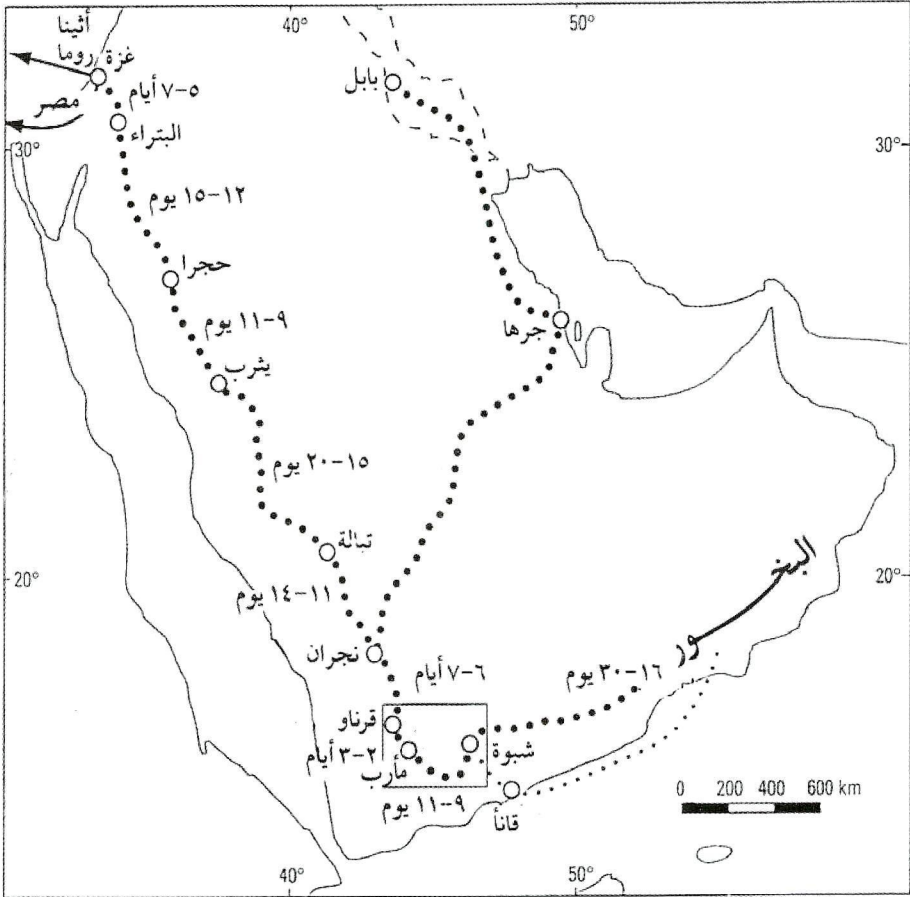 40°
50°
أثينا
روما
غزة
مصر
٥-٧ أيام
البتراء
بابل
30°
30°
١٢-١٥ يوم
حجرا
٩-١١ يوم
جرها
يثرب
١٥-٢٠ يوم
تبالة
البخور
20°
20°
١١-١٤ يوم
نجران
٦-٧ أيام
١٦-٣٠ يوم
قرناو
شبوة
٢-٣ أيام
مأرب
٩-١١ يوم
قانأ
0 200 400 600 km
40°
50°